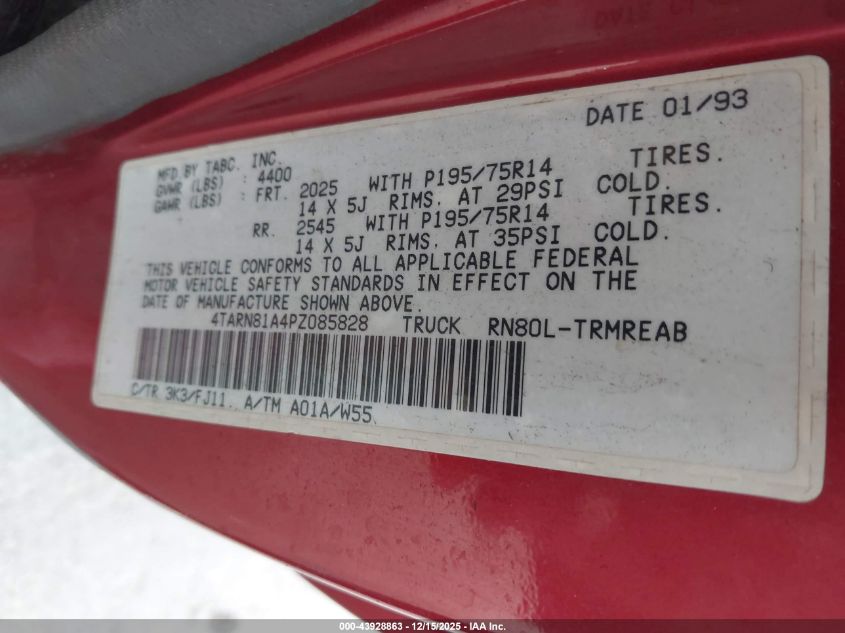 DATE 01/93
MFD BY TABC, INC.
GVWR (LBS) : 4400
GAWR (LBS) : FRT. 2025 WITH P195/75R14 TIRES.
14 X 5J RIMS. AT 29PSI COLD.
RR. 2545 WITH P195/75R14 TIRES.
14 X 5J RIMS. AT 35PSI COLD.
THIS VEHICLE CONFORMS TO ALL APPLICABLE FEDERAL
MOTOR VEHICLE SAFETY STANDARDS IN EFFECT ON THE
DATE OF MANUFACTURE SHOWN ABOVE.
4TARN81A4PZ085828 TRUCK RN80L-TRMREAB
C/TR 3K3/FJ11. A/TM A01A/W55
000-43928863 - 12/15/2025 - IAA Inc.